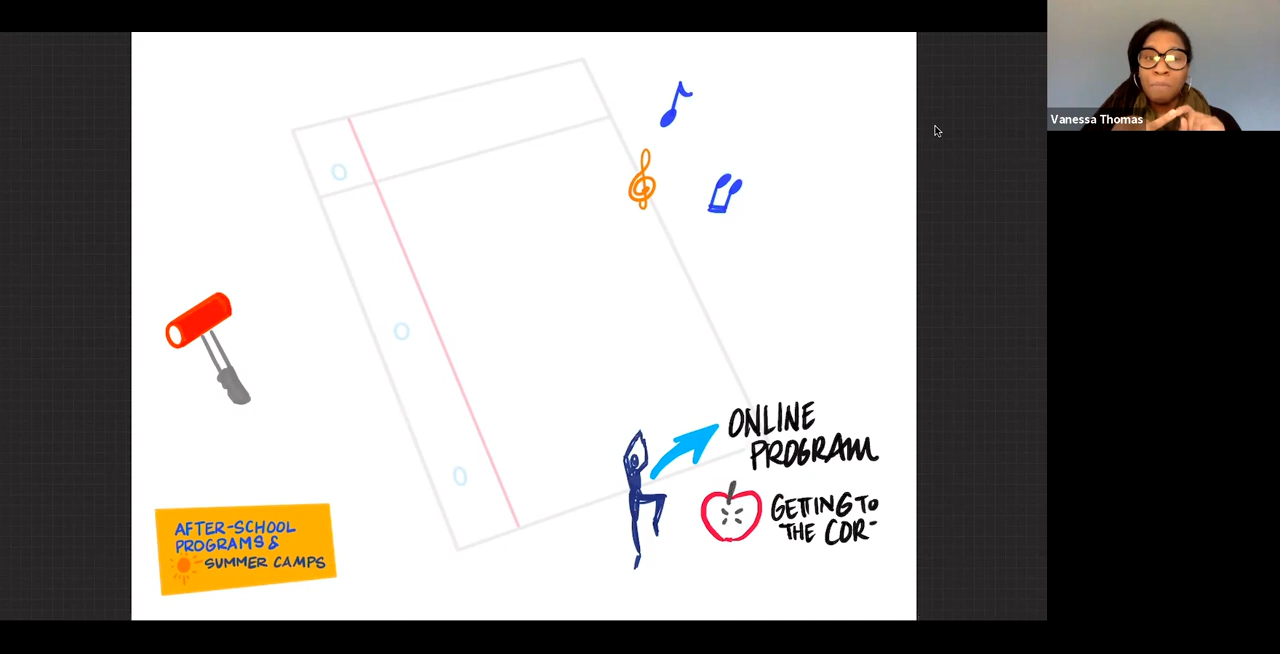 Vanessa Thomas
ONLINE
PROGRAM
GETTING TO
THE COR
AFTER-SCHOOL
PROGRAMS &
SUMMER CAMPS